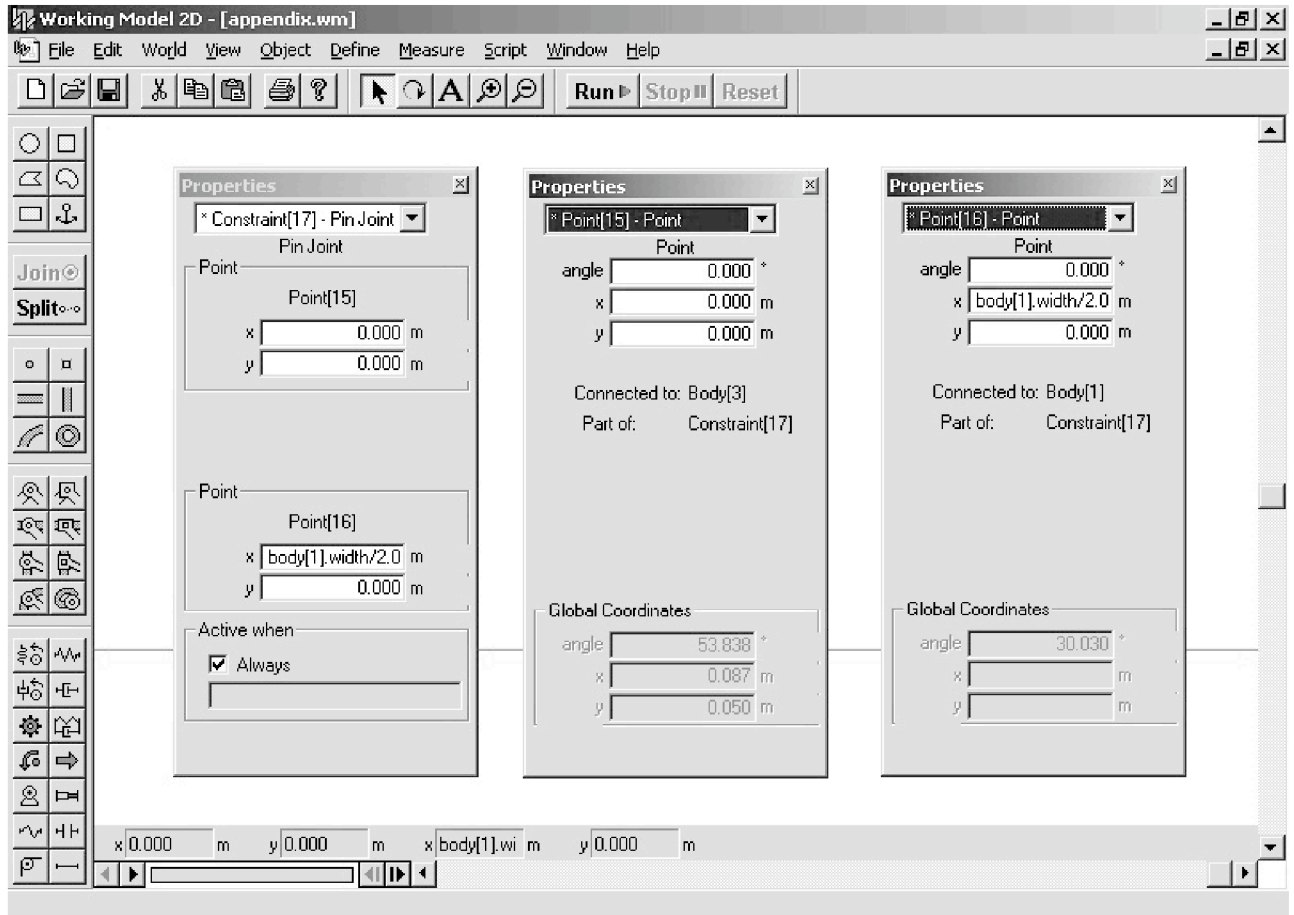 Working Model 2D - [appendix.wm]
File Edit World View Object Define Measure Script Window Help
A Run Stop Reset
Join
Split
Properties
* Constraint[17] - Pin Joint
Pin Joint
Point
Point[15]
x 0.000 m
y 0.000 m
Point
Point[16]
x body[1].width/2.0 m
y 0.000 m
Active when
Always
Properties
* Point[15] - Point
Point
angle 0.000 °
x 0.000 m
y 0.000 m
Connected to: Body[3]
Part of: Constraint[17]
Global Coordinates
angle 53.838 °
x 0.087 m
y 0.050 m
Properties
* Point[16] - Point
Point
angle 0.000 °
x body[1].width/2.0 m
y 0.000 m
Connected to: Body[1]
Part of: Constraint[17]
Global Coordinates
angle 30.030 °
x m
y m
x 0.000 m y 0.000 m x body[1].wi m y 0.000 m